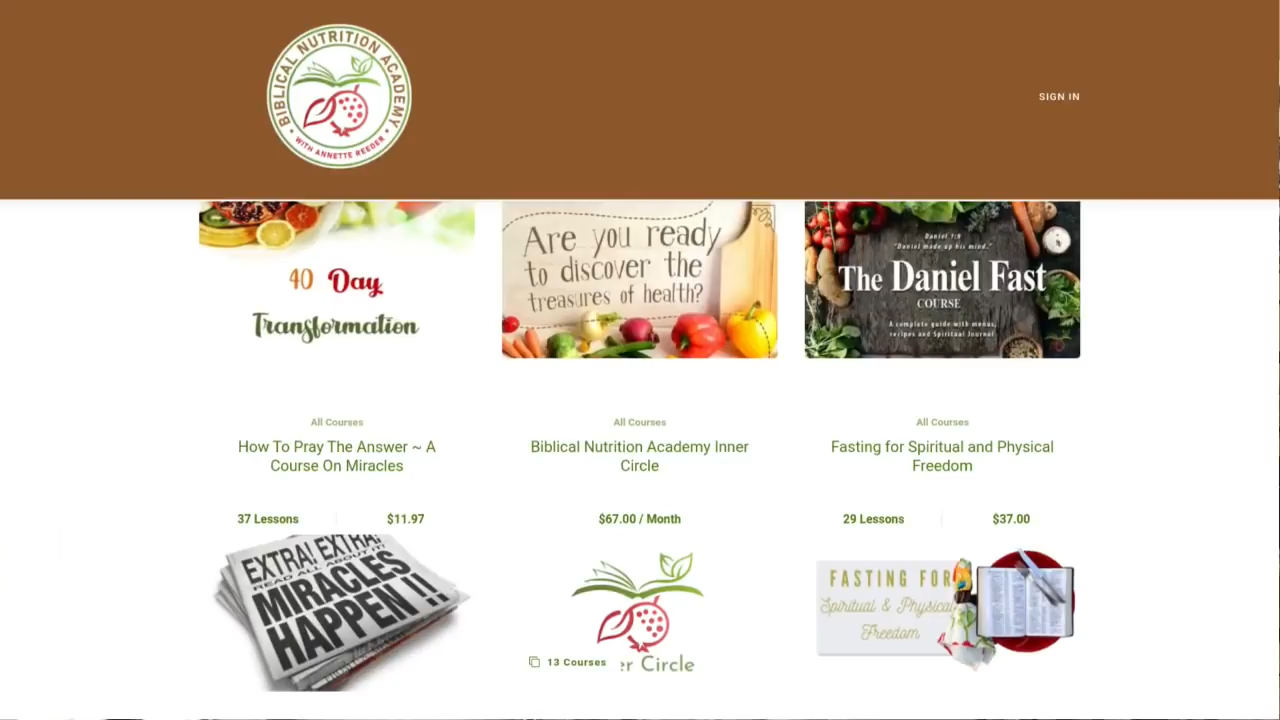 BIBLICAL NUTRITION ACADEMY
• WITH ANNETTE REEDER •
SIGN IN
40 Day
Transformation
Are you ready
to discover the
treasures of health?
Daniel 1:8
"Daniel made up his mind."
The Daniel Fast
COURSE
A complete guide with menus,
recipes and Spiritual Journal
All Courses
How To Pray The Answer ~ A
Course On Miracles
37 Lessons
$11.97
All Courses
Biblical Nutrition Academy Inner
Circle
$67.00 / Month
All Courses
Fasting for Spiritual and Physical
Freedom
29 Lessons
$37.00
EXTRA! EXTRA!
READ ALL ABOUT IT!
MIRACLES
HAPPEN !!
13 Courses
er Circle
FASTING FOR
Spiritual & Physical
Freedom